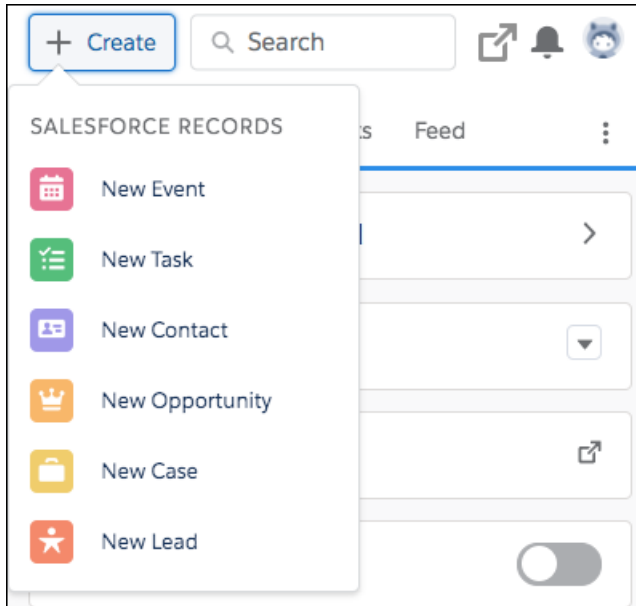 + Create
Search
SALESFORCE RECORDS
s Feed
New Event
New Task
New Contact
New Opportunity
New Case
New Lead